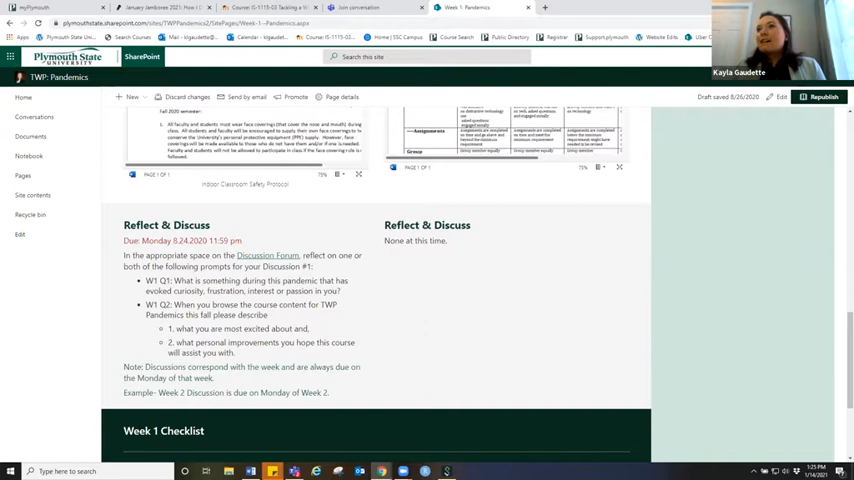 myPlymouth
January Jamboree 2021: How I D
Course: IS-1115-03 Tackling a W
Join conversation
Week 1: Pandemics
plymouthstate.sharepoint.com/sites/TWPPandemics2/SitePages/Week-1--Pandemics.aspx
Apps
Plymouth State Uni
Search Courses
Email - klgaudette
Calendar - klgaudet
Course: IS-1115-03
Home | SSC Campus
Course Search
Public Directory
Registrar
Support.plymouth
Website Edits
Uber C
Kayla Gaudette
Plymouth State
UNIVERSITY
SharePoint
Search this site
TWP: Pandemics
New
Discard changes
Send by email
Promote
Page details
Draft saved 8/26/2020
Edit
Republish
Home
Conversations
Documents
Notebook
Pages
Site contents
Recycle bin
Edit
Fall 2020 semester:
All faculty and students must wear face coverings (that cover the nose and mouth) during
class. All students and faculty will be encouraged to supply their own face coverings to
conserve the University's personal protective equipment (PPE) supply. However, face
coverings will be made available to those who do not have them and/or if one is needed.
Faculty and students will not be allowed to participate in class if the face covering rule is
followed.
PAGE 1 OF 1
75%
Indoor Classroom Safety Protocol
----Assignments
Group
PAGE 1 OF 1
75%
Reflect & Discuss
Due: Monday 8.24.2020 11:59 pm
In the appropriate space on the Discussion Forum, reflect on one or
both of the following prompts for your Discussion #1:
• W1 Q1: What is something during this pandemic that has
evoked curiosity, frustration, interest or passion in you?
• W1 Q2: When you browse the course content for TWP
Pandemics this fall please describe
1. what you are most excited about and,
2. what personal improvements you hope this course
will assist you with.
Note; Discussions correspond with the week and are always due on
the Monday of that week.
Example- Week 2 Discussion is due on Monday of Week 2.
Reflect & Discuss
None at this time.
Week 1 Checklist
Type here to search
1:25 PM
1/14/2021